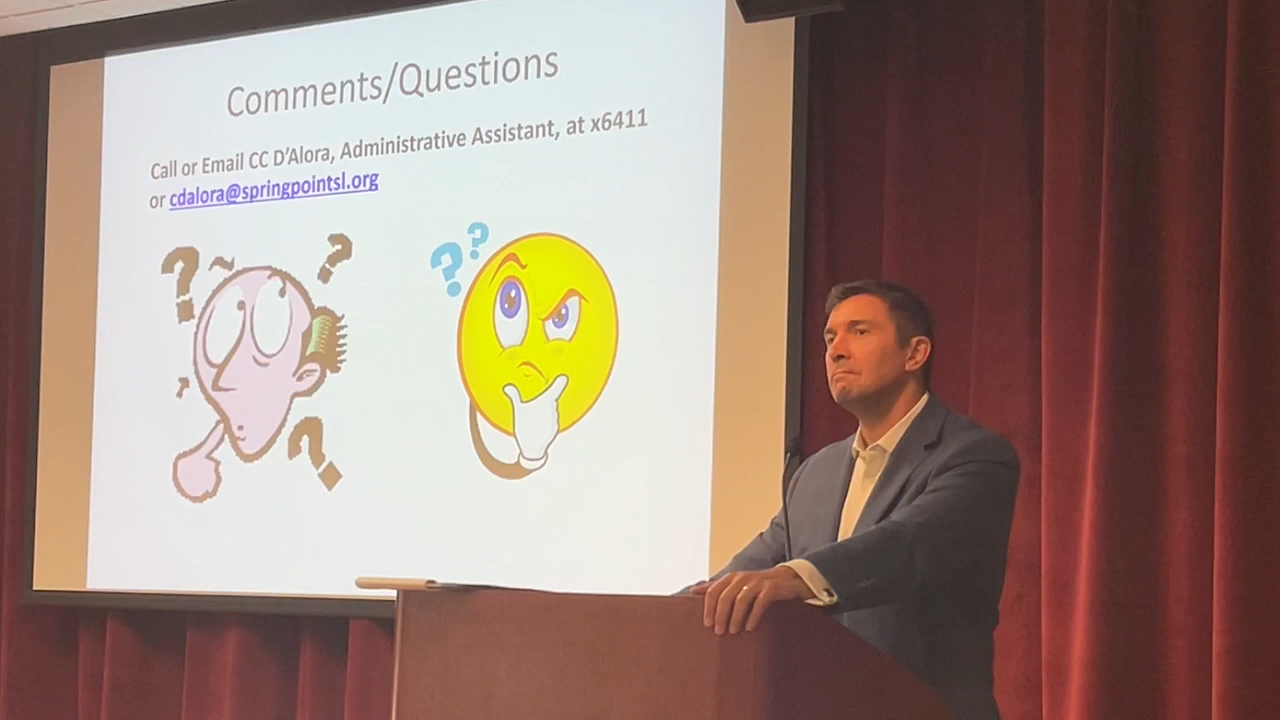 Comments/Questions
Call or Email CC D'Alora, Administrative Assistant, at x6411
or cdalora@springpointsl.org
? ?
? ?
? ?